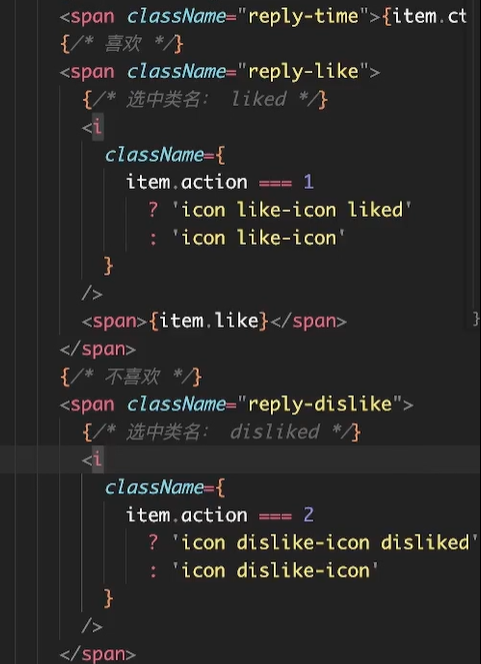 <span className="reply-time">{item.ct
{/* 喜欢 */}
<span className="reply-like">
{/* 选中类名： liked */}
<i
className={
item.action === 1
? 'icon like-icon liked'
: 'icon like-icon'
}
/>
<span>{item.like}</span>
}
</span>
{/* 不喜欢 */}
<span className="reply-dislike">
{/* 选中类名： disliked */}
<i
className={
item.action === 2
? 'icon dislike-icon disliked'
: 'icon dislike-icon'
}
/>
</span>